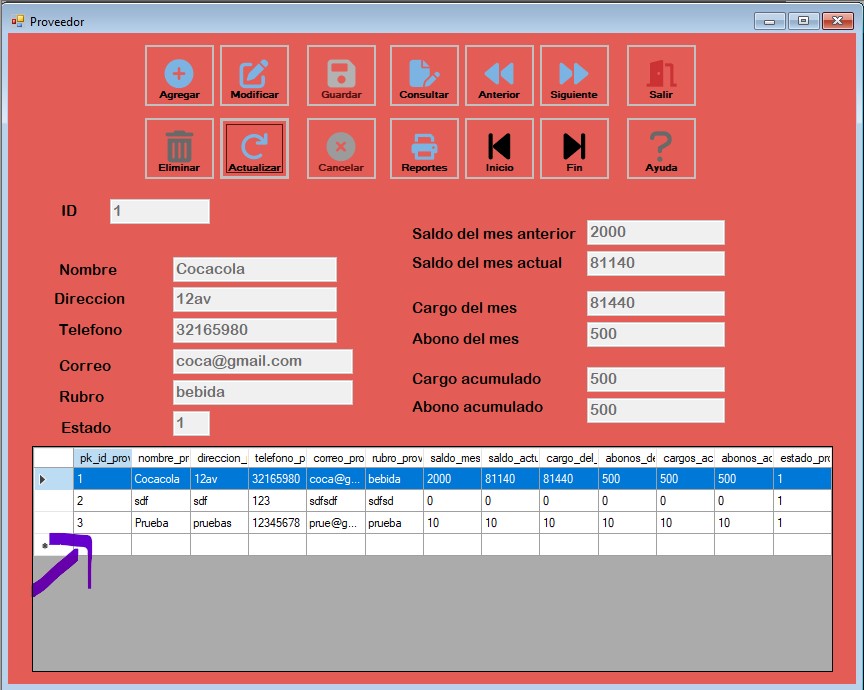 Proveedor
Agregar Modificar Guardar Consultar Anterior Siguiente Salir
Eliminar Actualizar Cancelar Reportes Inicio Fin Ayuda
ID 1
Saldo del mes anterior 2000
Saldo del mes actual 81140
Nombre Cocacola
Direccion 12av
Cargo del mes 81440
Telefono 32165980
Abono del mes 500
Correo coca@gmail.com
Cargo acumulado 500
Rubro bebida
Abono acumulado 500
Estado 1
pk_id_prov nombre_pr direccion_ telefono_p correo_pro rubro_prov saldo_mes saldo_actu cargo_del_ abonos_de cargos_ac abonos_ac estado_pro
1 Cocacola 12av 32165980 coca@g... bebida 2000 81140 81440 500 500 500 1
2 sdf sdf 123 sdfsdf sdfsd 0 0 0 0 0 0 1
3 Prueba pruebas 12345678 prue@g... prueba 10 10 10 10 10 10 1